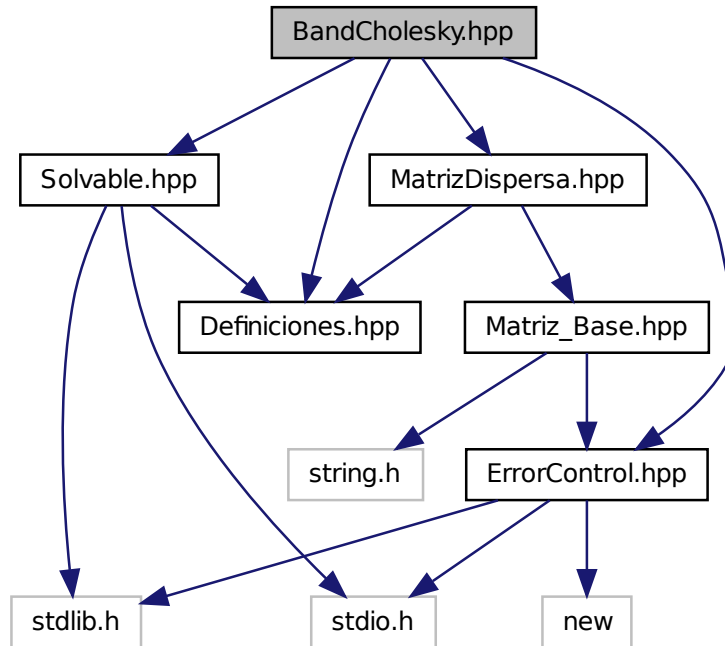 BandCholesky.hpp
Solvable.hpp
MatrizDispersa.hpp
Definiciones.hpp
Matriz_Base.hpp
string.h
ErrorControl.hpp
stdlib.h
stdio.h
new